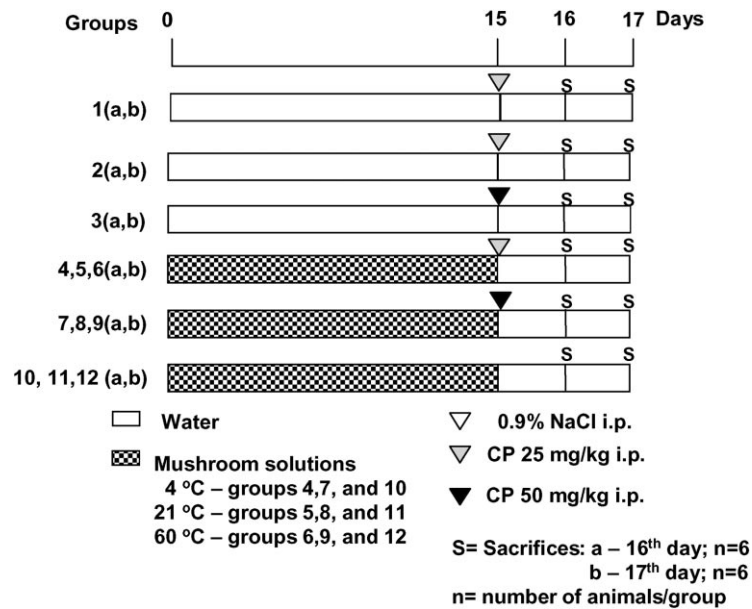 Groups 0 15 16 17 Days
S S
1(a,b)
S S
2(a,b)
S S
3(a,b)
S S
4,5,6(a,b)
S S
7,8,9(a,b)
S S
10, 11,12 (a,b)
Water
Mushroom solutions
4 ºC – groups 4,7, and 10
21 ºC – groups 5,8, and 11
60 ºC – groups 6,9, and 12
0.9% NaCl i.p.
CP 25 mg/kg i.p.
CP 50 mg/kg i.p.
S= Sacrifices: a – 16th day; n=6
b – 17th day; n=6
n= number of animals/group